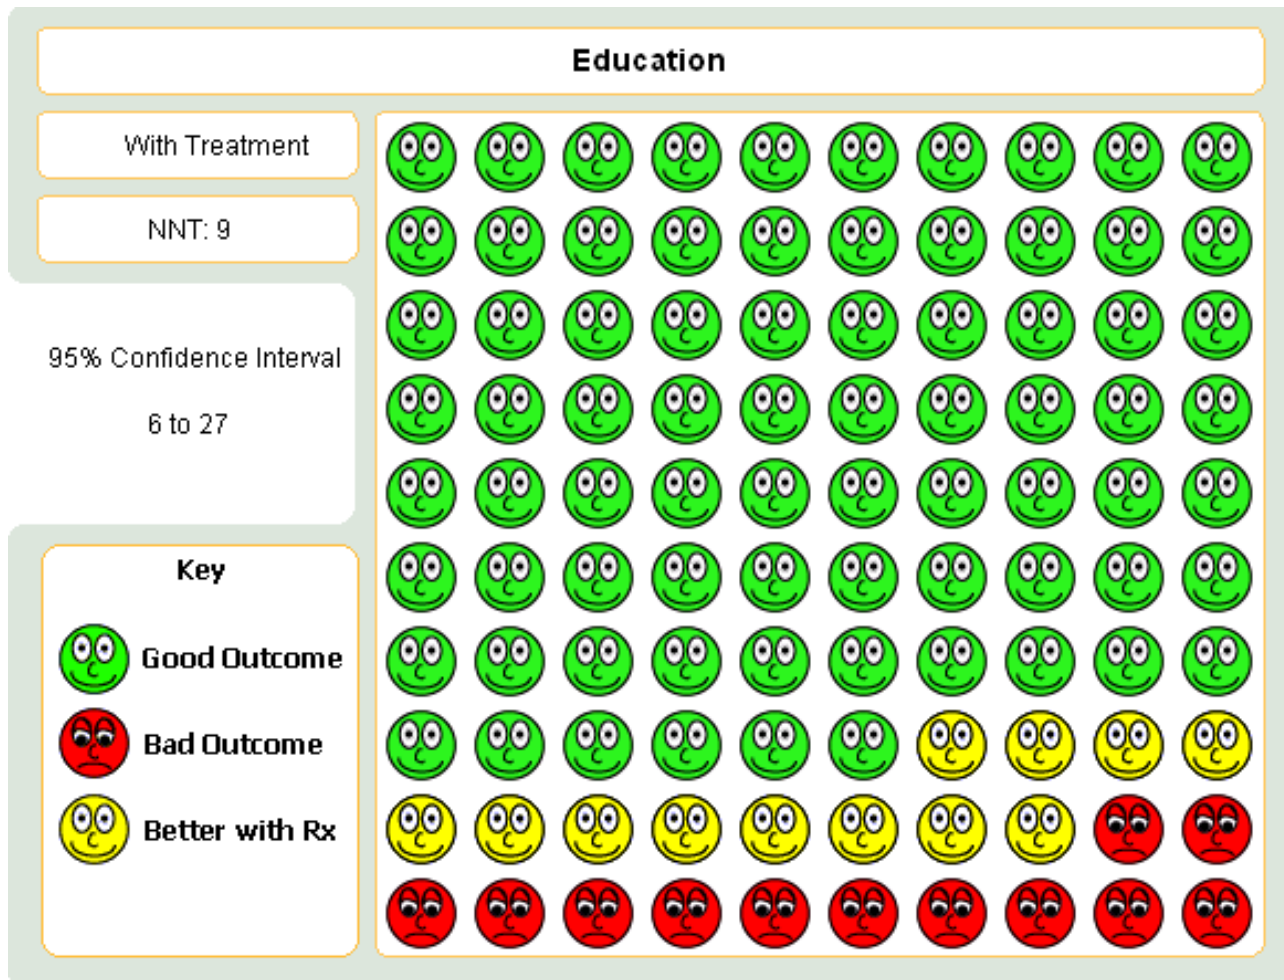 Education
With Treatment
NNT: 9
95% Confidence Interval
6 to 27
Key
Good Outcome
Bad Outcome
Better with Rx